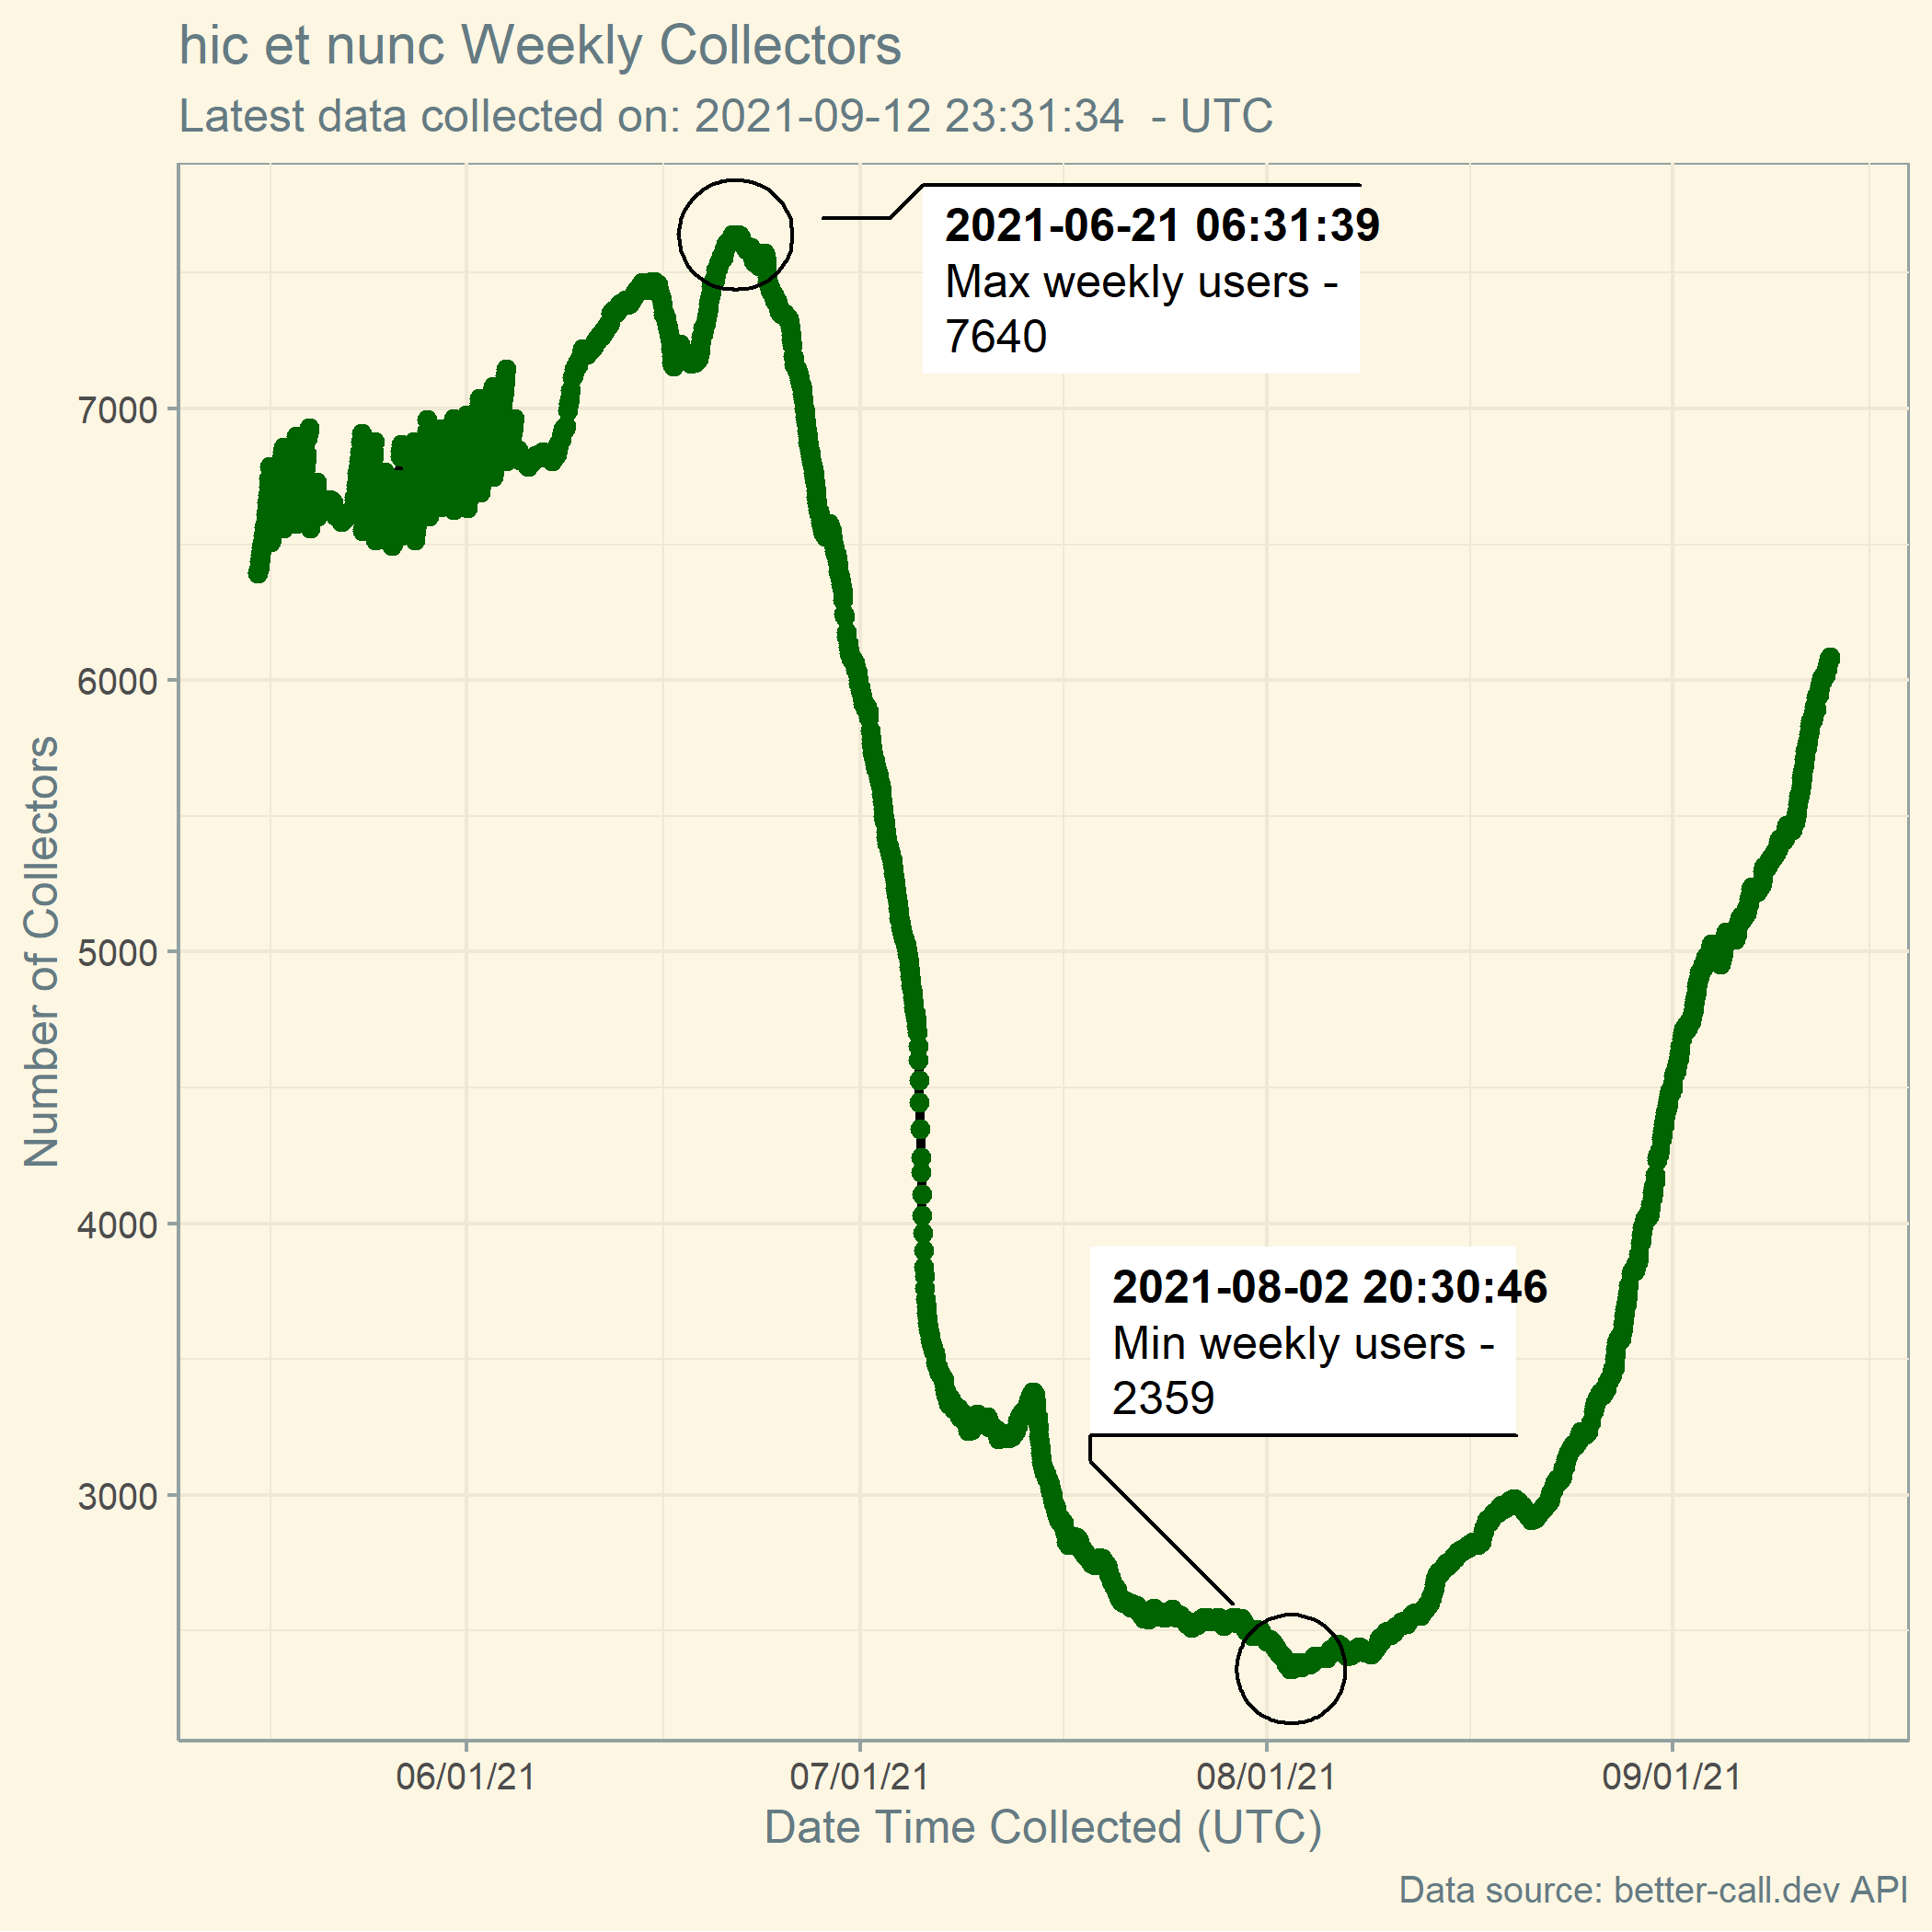 hic et nunc Weekly Collectors
Latest data collected on: 2021-09-12 23:31:34  - UTC
2021-06-21 06:31:39
Max weekly users -
7640
7000
6000
5000
4000
3000
Number of Collectors
2021-08-02 20:30:46
Min weekly users -
2359
06/01/21 07/01/21 08/01/21 09/01/21
Date Time Collected (UTC)
Data source: better-call.dev API